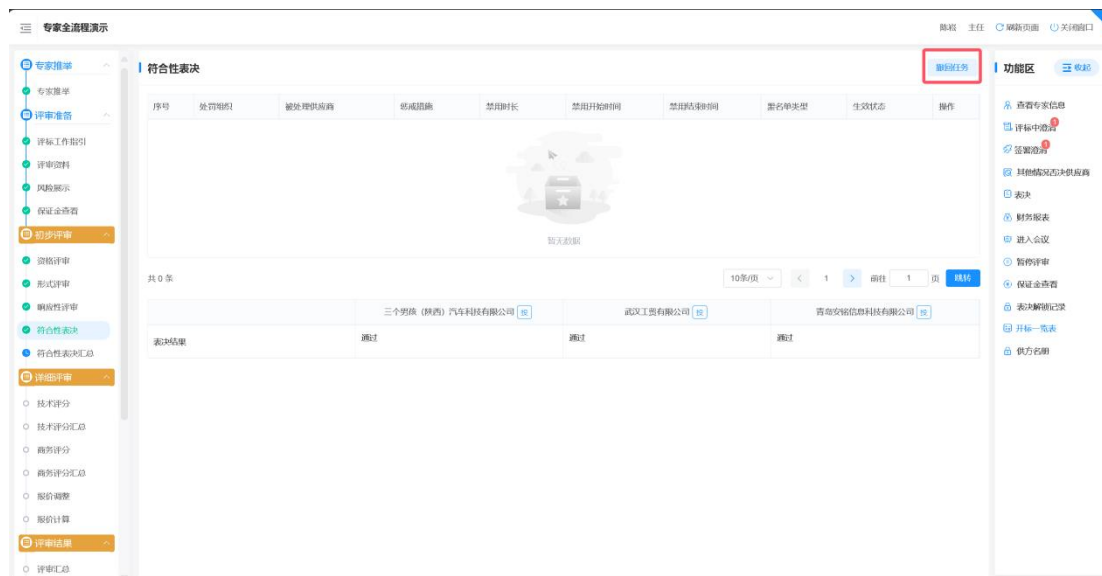 专家全流程演示
陈嫔 主任 刷新页面 关闭窗口
专家推举
专家推举
评审准备
评标工作指引
评审资料
风险展示
保证金查看
初步评审
资格评审
形式评审
响应性评审
符合性表决
符合性表决汇总
详细评审
技术评分
技术评分汇总
商务评分
商务评分汇总
报价调整
报价计算
评审结果
评审汇总
符合性表决 撤回任务
序号 处罚组织 被处理供应商 惩戒措施 禁用时长 禁用开始时间 禁用结束时间 黑名单类型 生效状态 操作
暂无数据
共 0 条 10条/页 1 前往 1 页 跳转
三个男孩（陕西）汽车科技有限公司 投 武汉工贸有限公司 投 青岛安铭信息科技有限公司 投
表决结果 通过 通过 通过
功能区 收起
查看专家信息
评标中澄清 1
签署澄清 1
其他情况否决供应商
表决
财务报表
进入会议
暂停评审
保证金查看
表决解锁记录
开标一览表
供方名册